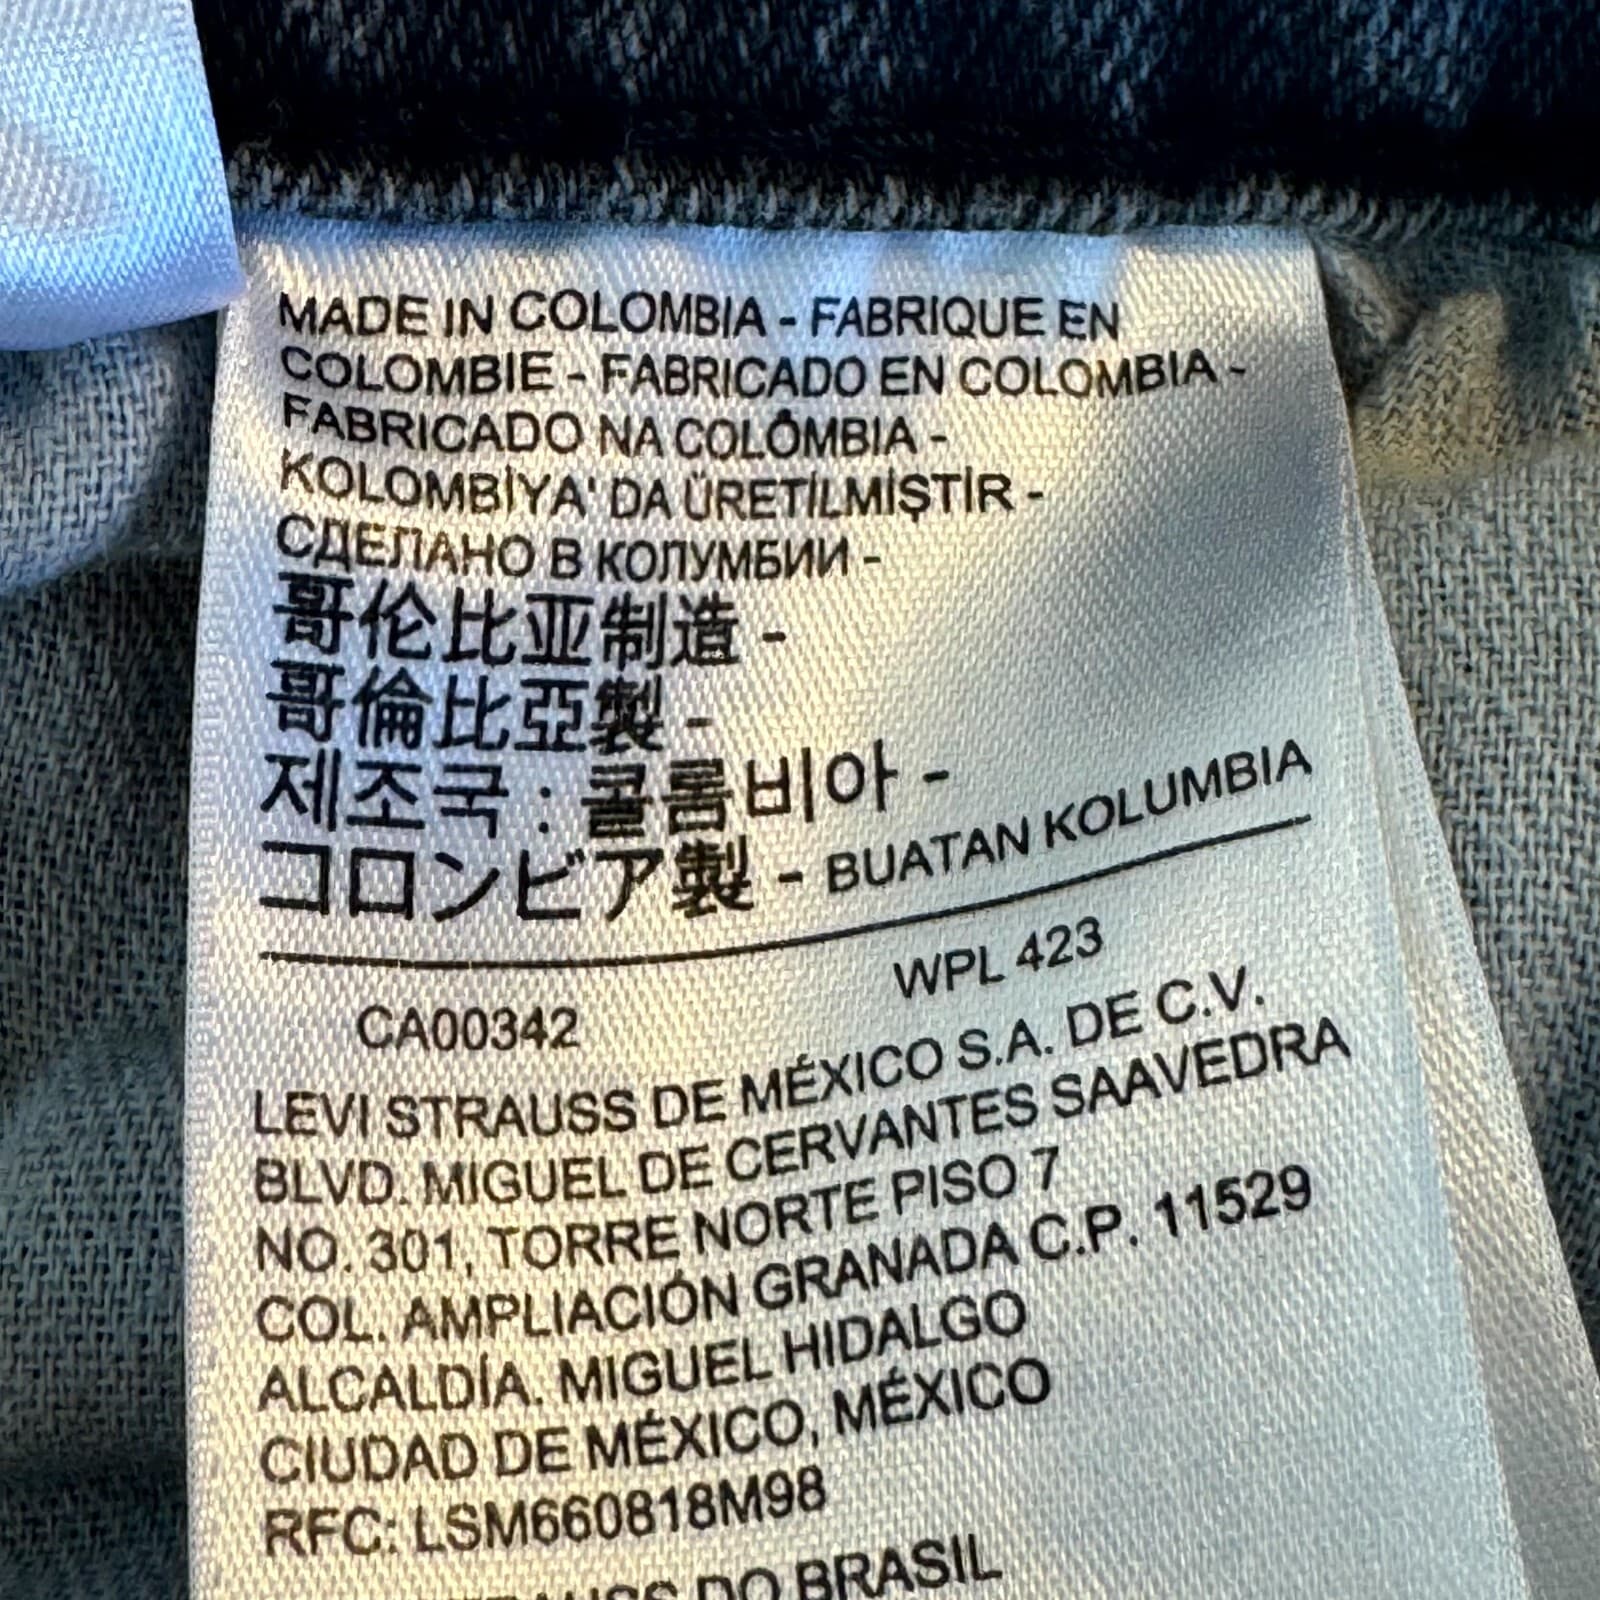 MADE IN COLOMBIA - FABRIQUE EN
COLOMBIE - FABRICADO EN COLOMBIA -
FABRICADO NA COLÔMBIA -
KOLOMBİYA' DA ÜRETİLMİŞTİR -
СДЕЛАНО В КОЛУМБИИ -
哥伦比亚制造 -
哥倫比亞製 -
제조국 : 콜롬비아 -
コロンビア製 - BUATAN KOLUMBIA
CA00342 WPL 423
LEVI STRAUSS DE MÉXICO S.A. DE C.V.
BLVD. MIGUEL DE CERVANTES SAAVEDRA
NO. 301, TORRE NORTE PISO 7
COL. AMPLIACIÓN GRANADA C.P. 11529
ALCALDÍA. MIGUEL HIDALGO
CIUDAD DE MÉXICO, MÉXICO
RFC: LSM660818M98
DO BRASIL